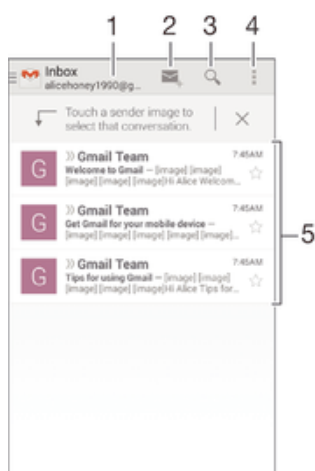 1 2 3 4
Inbox
alicehoney1990@g...
Touch a sender image to
select that conversation.
G
Gmail Team 7:45AM
Welcome to Gmail – [image] [image]
[image] [image] [image]Hi Alice Welcom...
G
Gmail Team 7:45AM
Get Gmail for your mobile device –
[image] [image] [image] [image] [image]...
5
G
Gmail Team 7:45AM
Tips for using Gmail – [image] [image]
[image] [image] [image]Hi Alice Tips for...